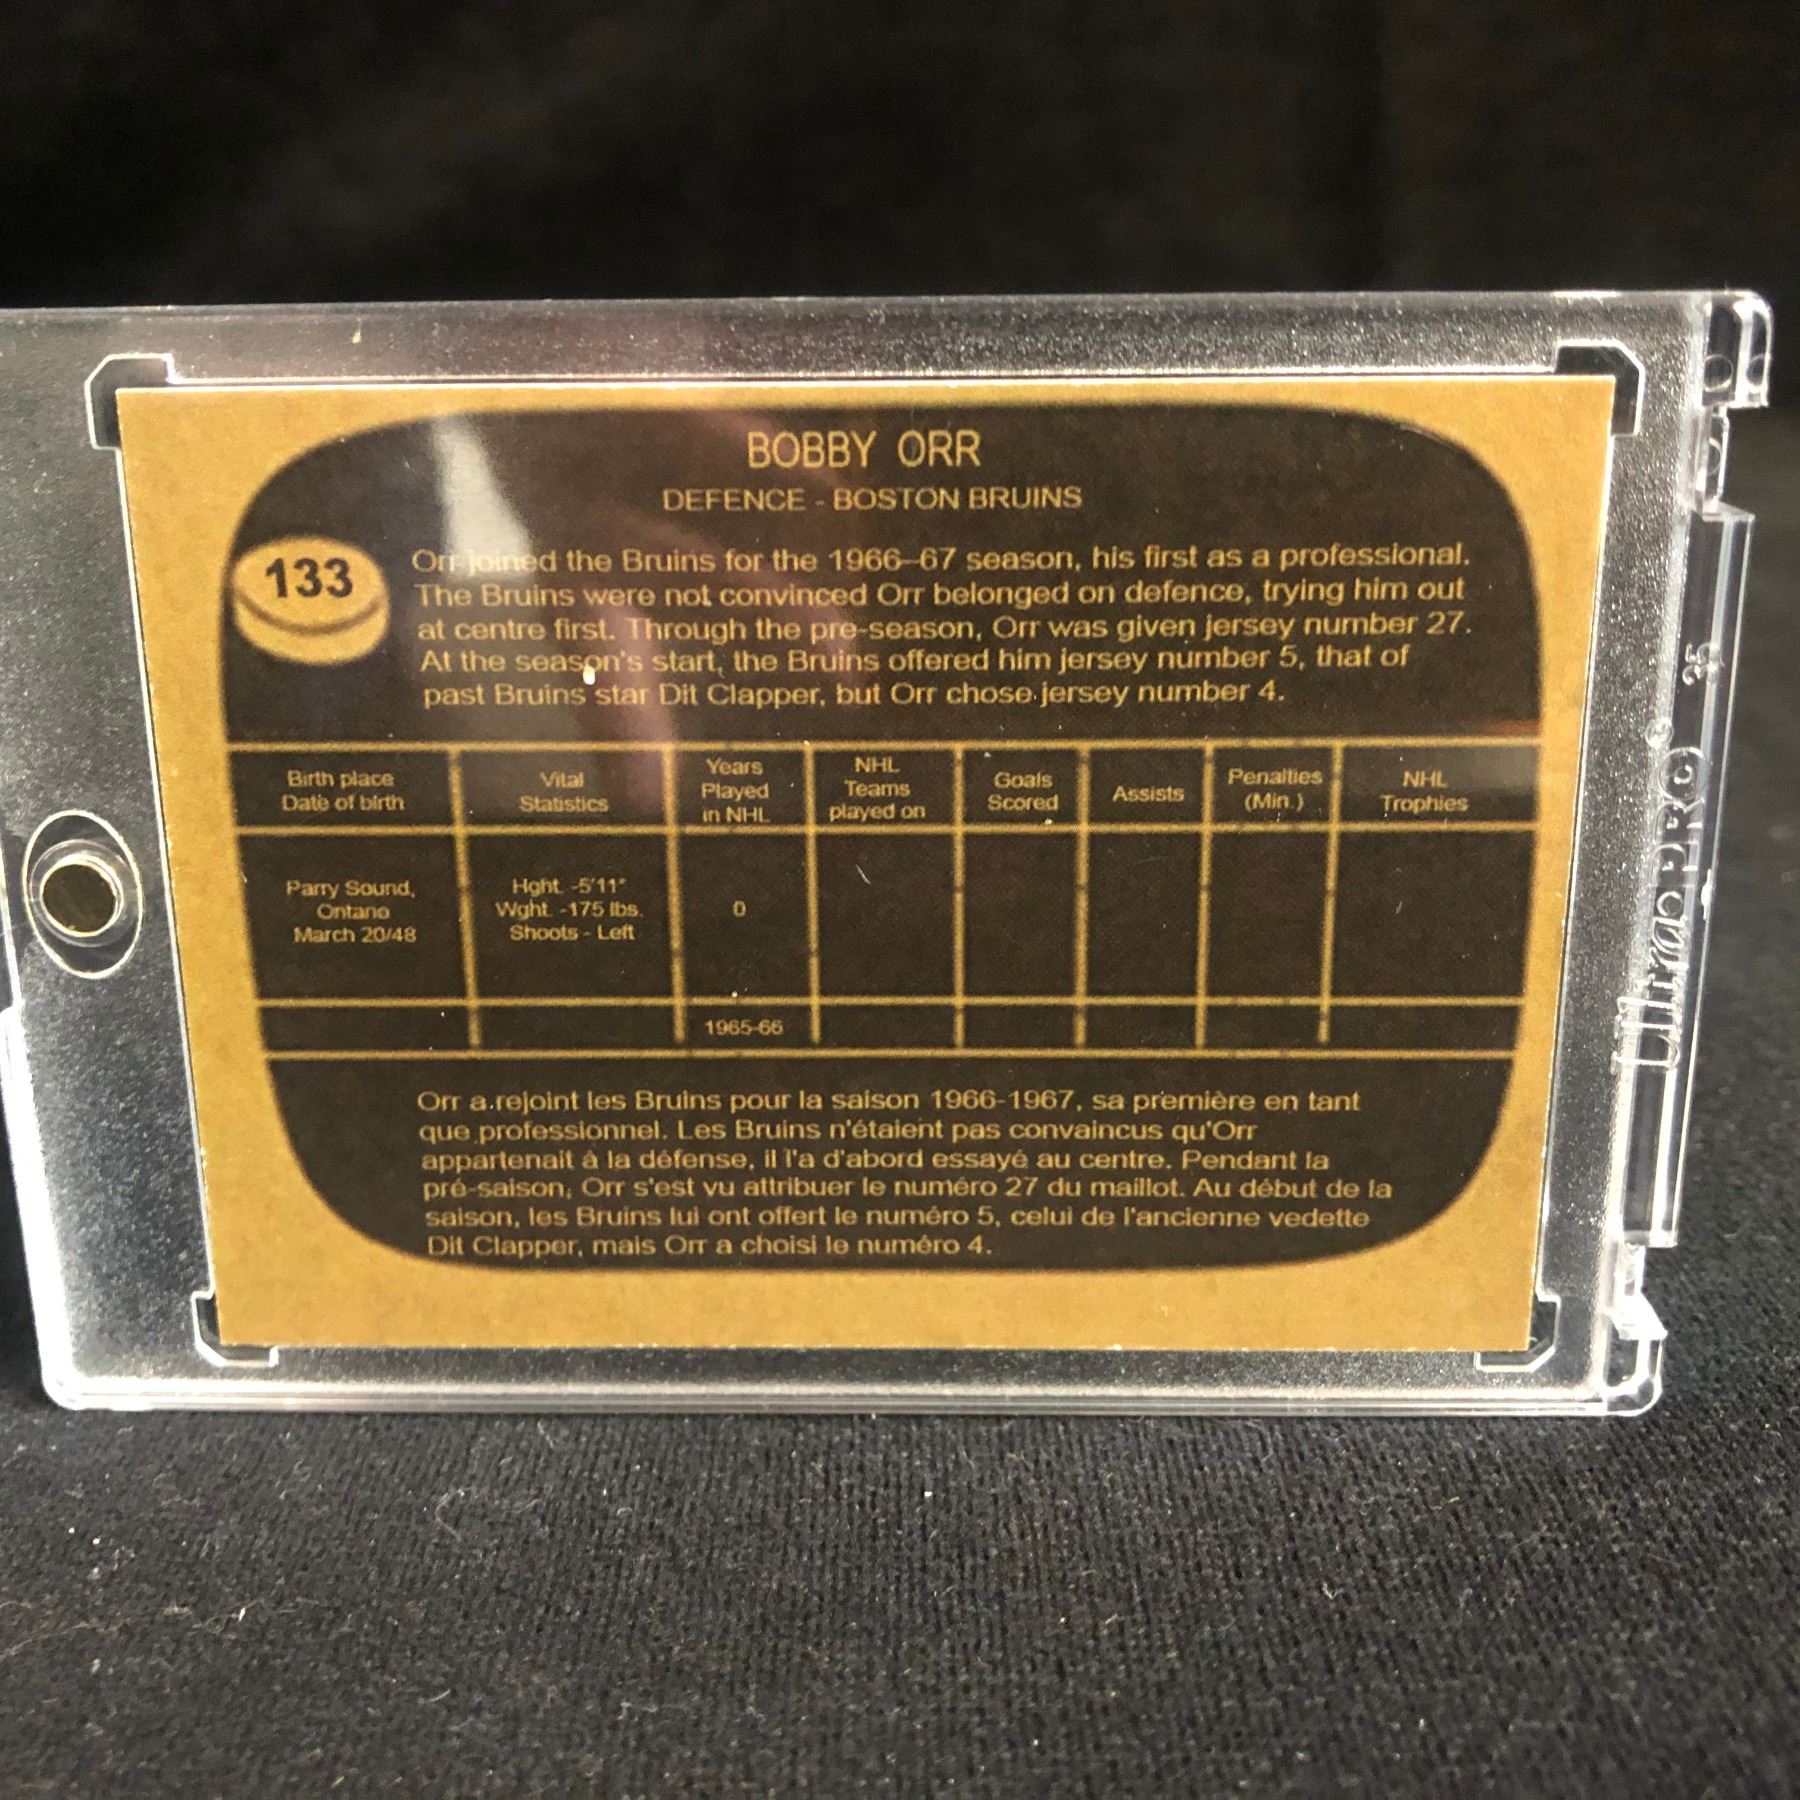 BOBBY ORR
DEFENCE - BOSTON BRUINS
133
Orr joined the Bruins for the 1966–67 season, his first as a professional.
The Bruins were not convinced Orr belonged on defence, trying him out
at centre first. Through the pre-season, Orr was given jersey number 27.
At the season's start, the Bruins offered him jersey number 5, that of
past Bruins star Dit Clapper, but Orr chose jersey number 4.
Birth place
Date of birth
Vital
Statistics
Years
Played
in NHL
NHL
Teams
played on
Goals
Scored
Assists
Penalties
(Min.)
NHL
Trophies
Parry Sound,
Ontario
March 20/48
Hght. -5'11"
Wght. -175 lbs.
Shoots - Left
0
1965-66
Orr a rejoint les Bruins pour la saison 1966-1967, sa première en tant
que professionnel. Les Bruins n'étaient pas convaincus qu'Orr
appartenait à la défense, il l'a d'abord essayé au centre. Pendant la
pré-saison, Orr s'est vu attribuer le numéro 27 du maillot. Au début de la
saison, les Bruins lui ont offert le numéro 5, celui de l'ancienne vedette
Dit Clapper, mais Orr a choisi le numéro 4.
Ultra PRO®
35